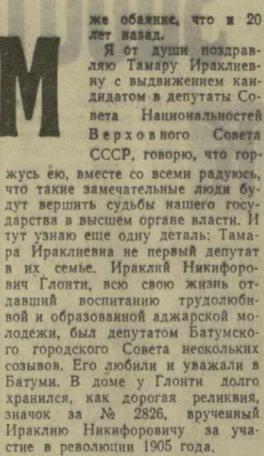 же обаяние, что и 20
лет назад.
Я от души поздрав-
ляю Тамару Ираклиев-
ну с выдвижением кан-
дидатом в депутаты Со-
вета Национальностей
Верховного Совета
СССР, говорю, что гор-
жусь ею, вместе со всеми радуюсь,
что такие замечательные люди бу-
дут вершить судьбы нашего госу-
дарства в высшем органе власти. И
тут узнаю еще одну деталь: Тама-
ра Ираклиевна не первый депутат
в их семье. Ираклий Никифоро-
вич Глонти, всю свою жизнь от-
давший воспитанию трудолюби-
вой и образованной аджарской мо-
лодежи, был депутатом Батумско-
го городского Совета нескольких
созывов. Его любили и уважали в
Батуми. В доме у Глонти долго
хранился, как дорогая реликвия,
значок за № 2826, врученный
Ираклию Никифоровичу за уча-
стие в революции 1905 года.
М